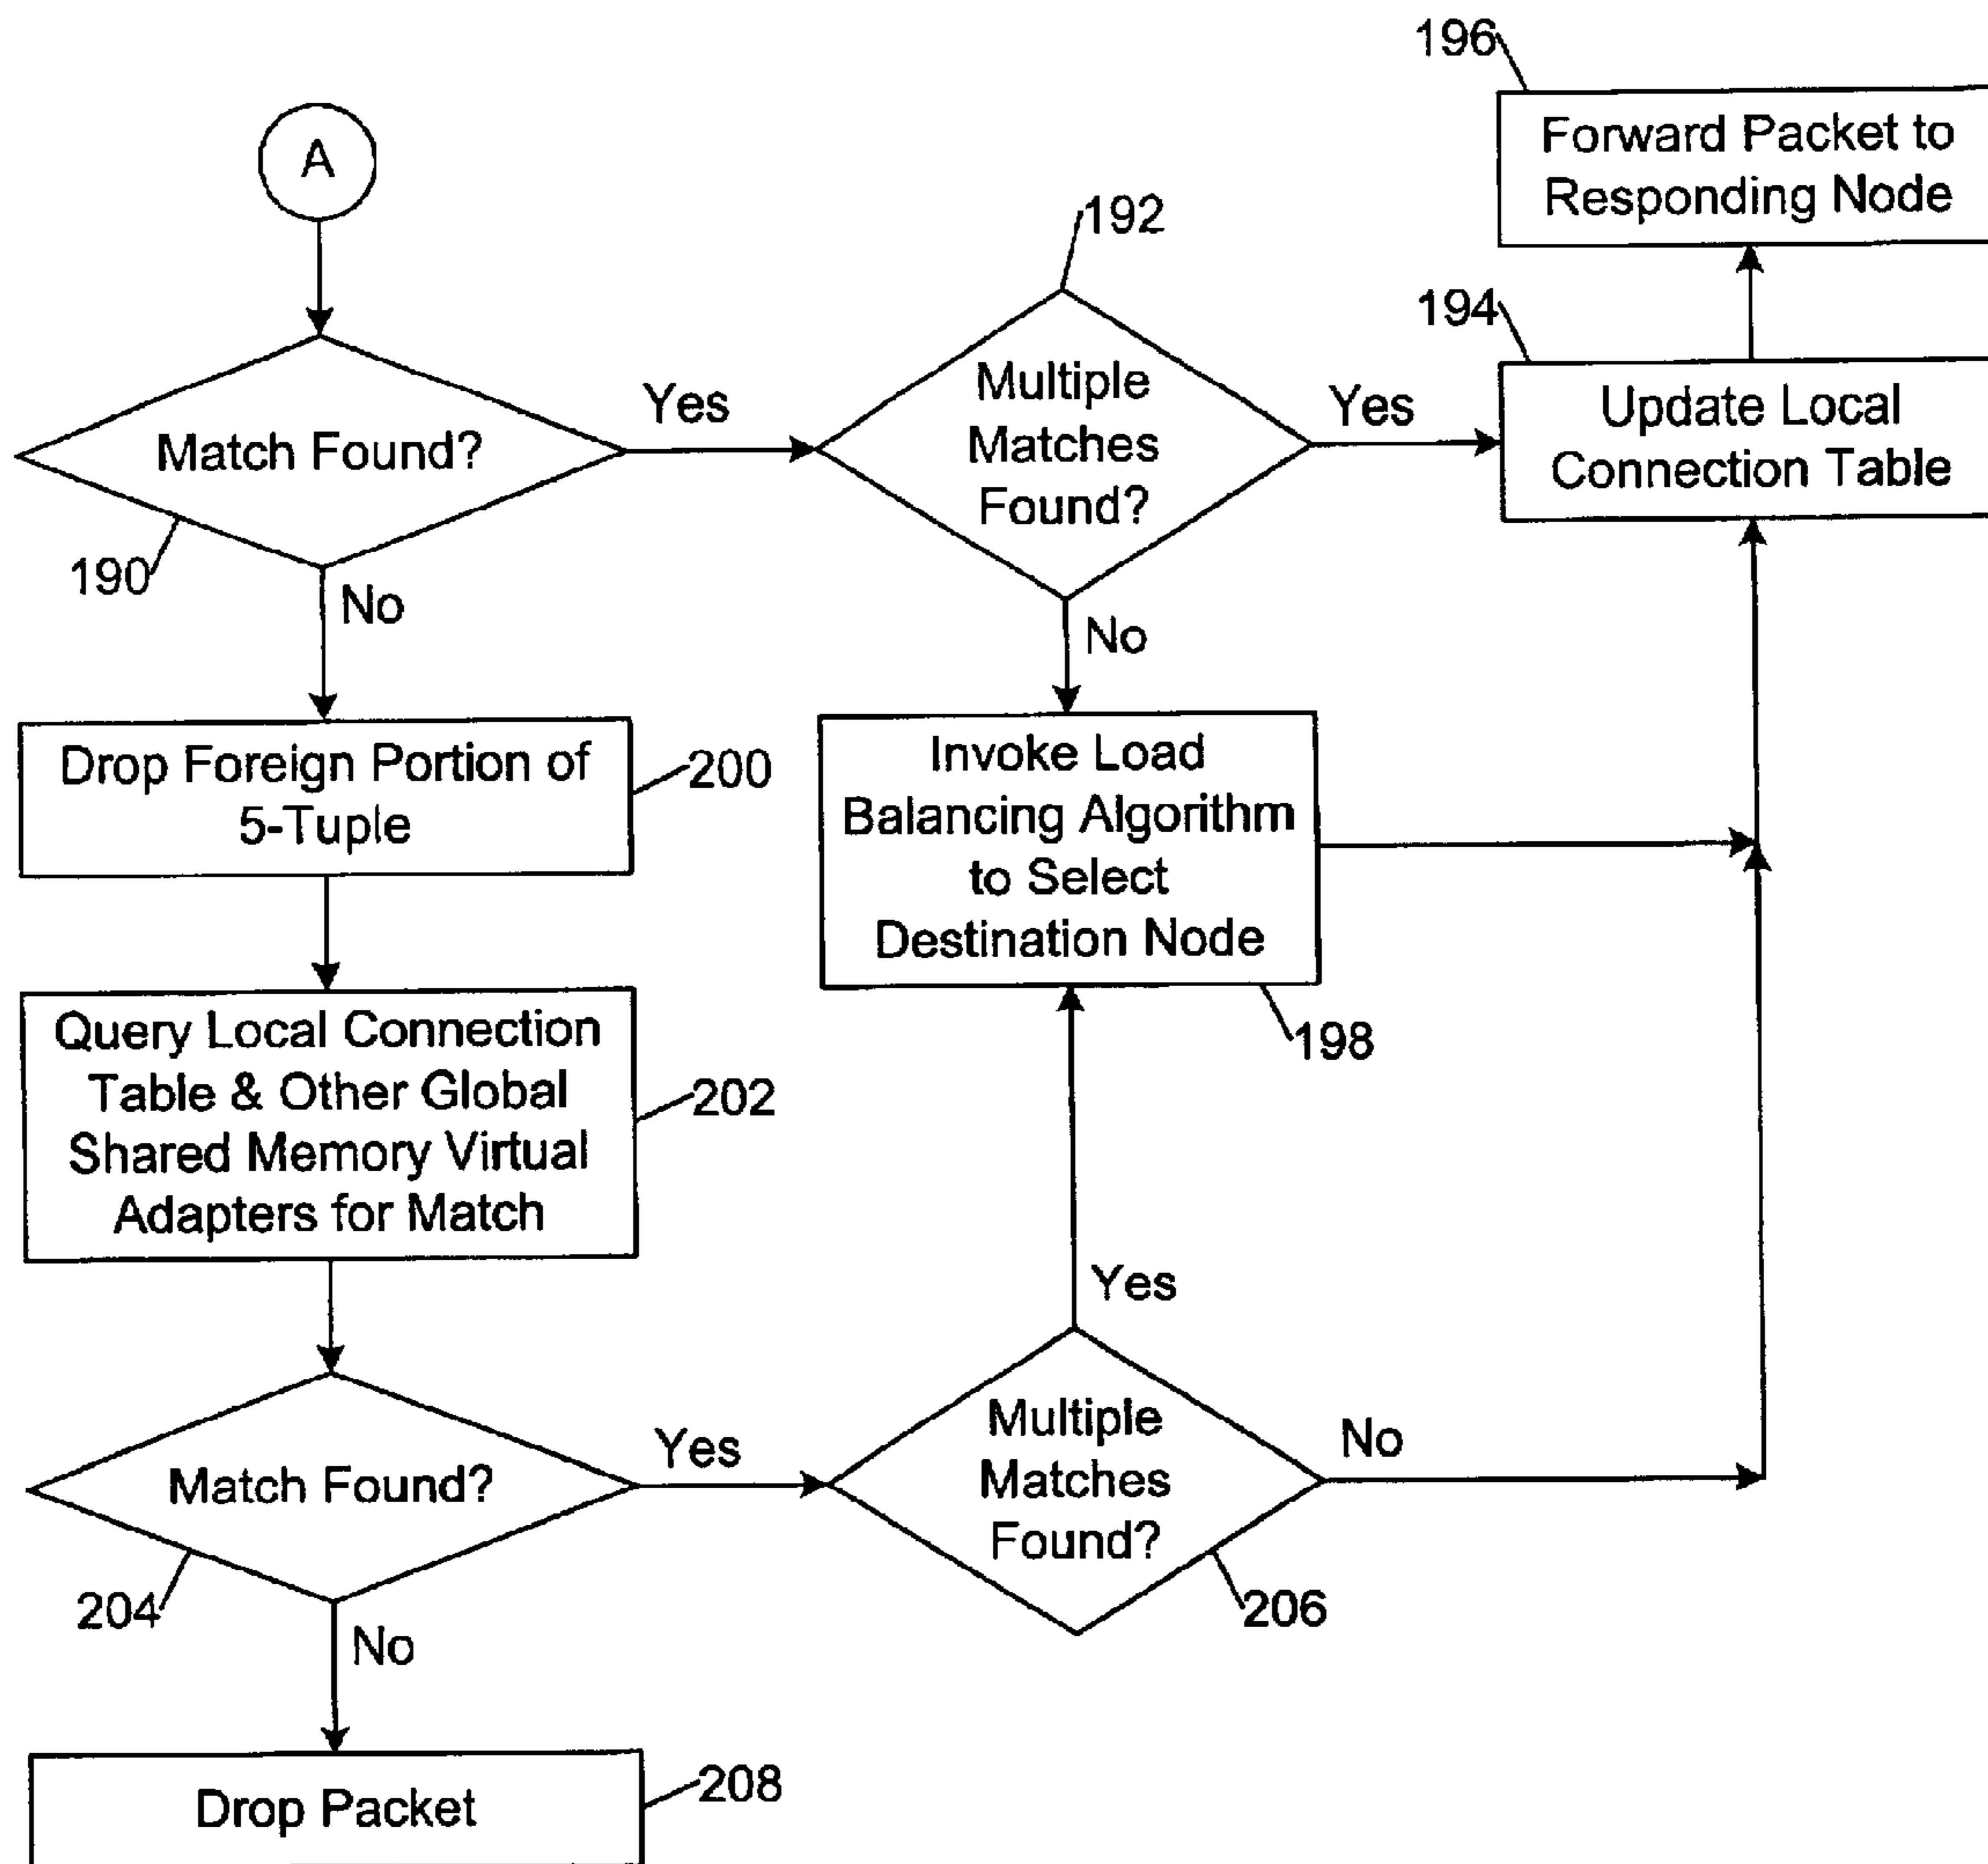 196
Forward Packet to
Responding Node
A
192
194
Multiple
Matches
Found?
Yes
Yes
Update Local
Connection Table
Match Found?
190
No
No
Drop Foreign Portion of
5-Tuple
200
Invoke Load
Balancing Algorithm
to Select
Destination Node
198
Query Local Connection
Table & Other Global
Shared Memory Virtual
Adapters for Match
202
Yes
Match Found?
Yes
Multiple
Matches
Found?
No
204
206
No
Drop Packet
208